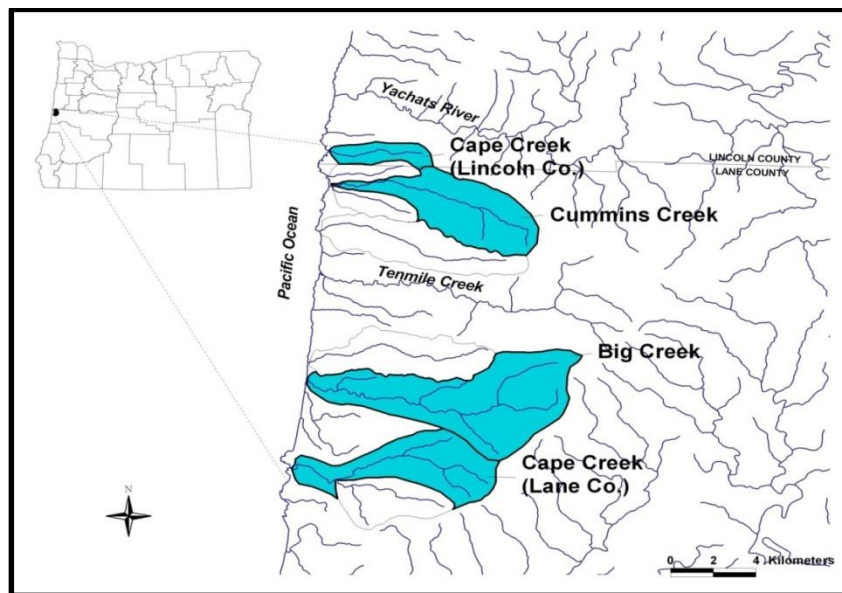 Yachats River
Cape Creek
(Lincoln Co.)
LINCOLN COUNTY
LANE COUNTY
Cummins Creek
Pacific Ocean
Tenmile Creek
Big Creek
Cape Creek
(Lane Co.)
N
0 2 4 Kilometers